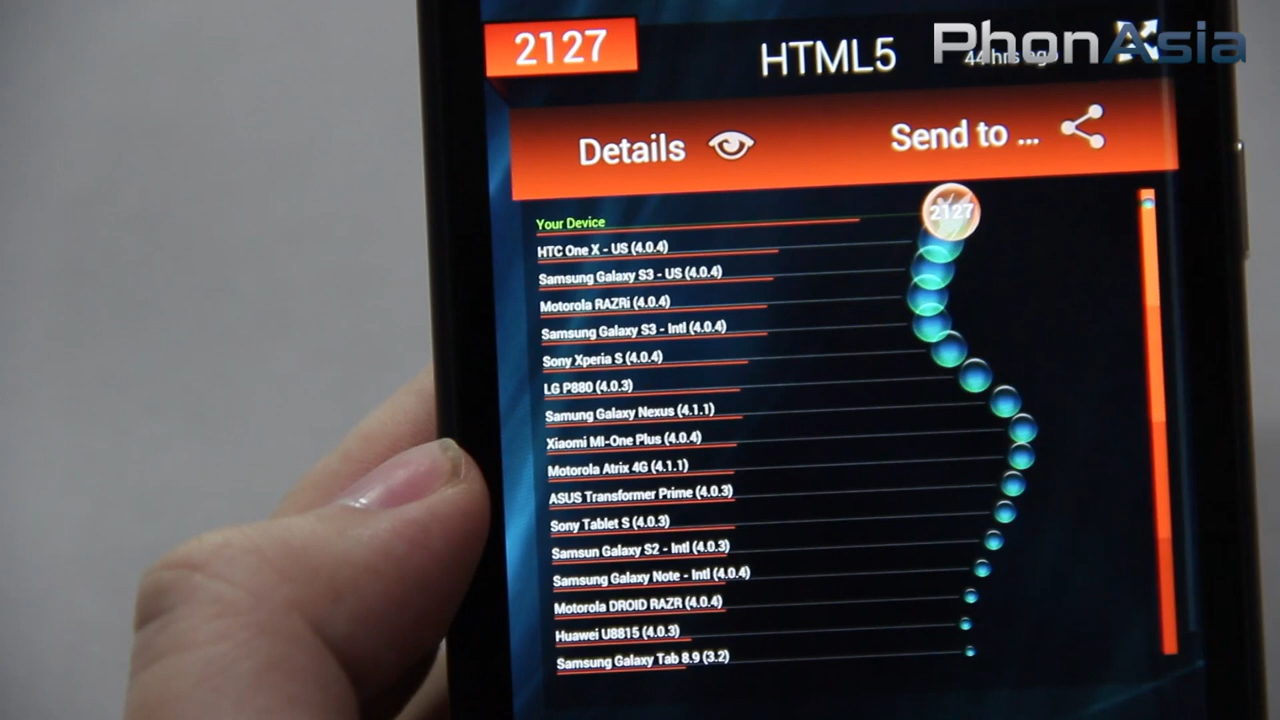 2127
HTML5
44 hrs ago
PhonAsia
Details
Send to ...
Your Device
2127
HTC One X - US (4.0.4)
Samsung Galaxy S3 - US (4.0.4)
Motorola RAZRi (4.0.4)
Samsung Galaxy S3 - Intl (4.0.4)
Sony Xperia S (4.0.4)
LG P880 (4.0.3)
Samung Galaxy Nexus (4.1.1)
Xiaomi MI-One Plus (4.0.4)
Motorola Atrix 4G (4.1.1)
ASUS Transformer Prime (4.0.3)
Sony Tablet S (4.0.3)
Samsun Galaxy S2 - Intl (4.0.3)
Samsung Galaxy Note - Intl (4.0.4)
Motorola DROID RAZR (4.0.4)
Huawei U8815 (4.0.3)
Samsung Galaxy Tab 8.9 (3.2)